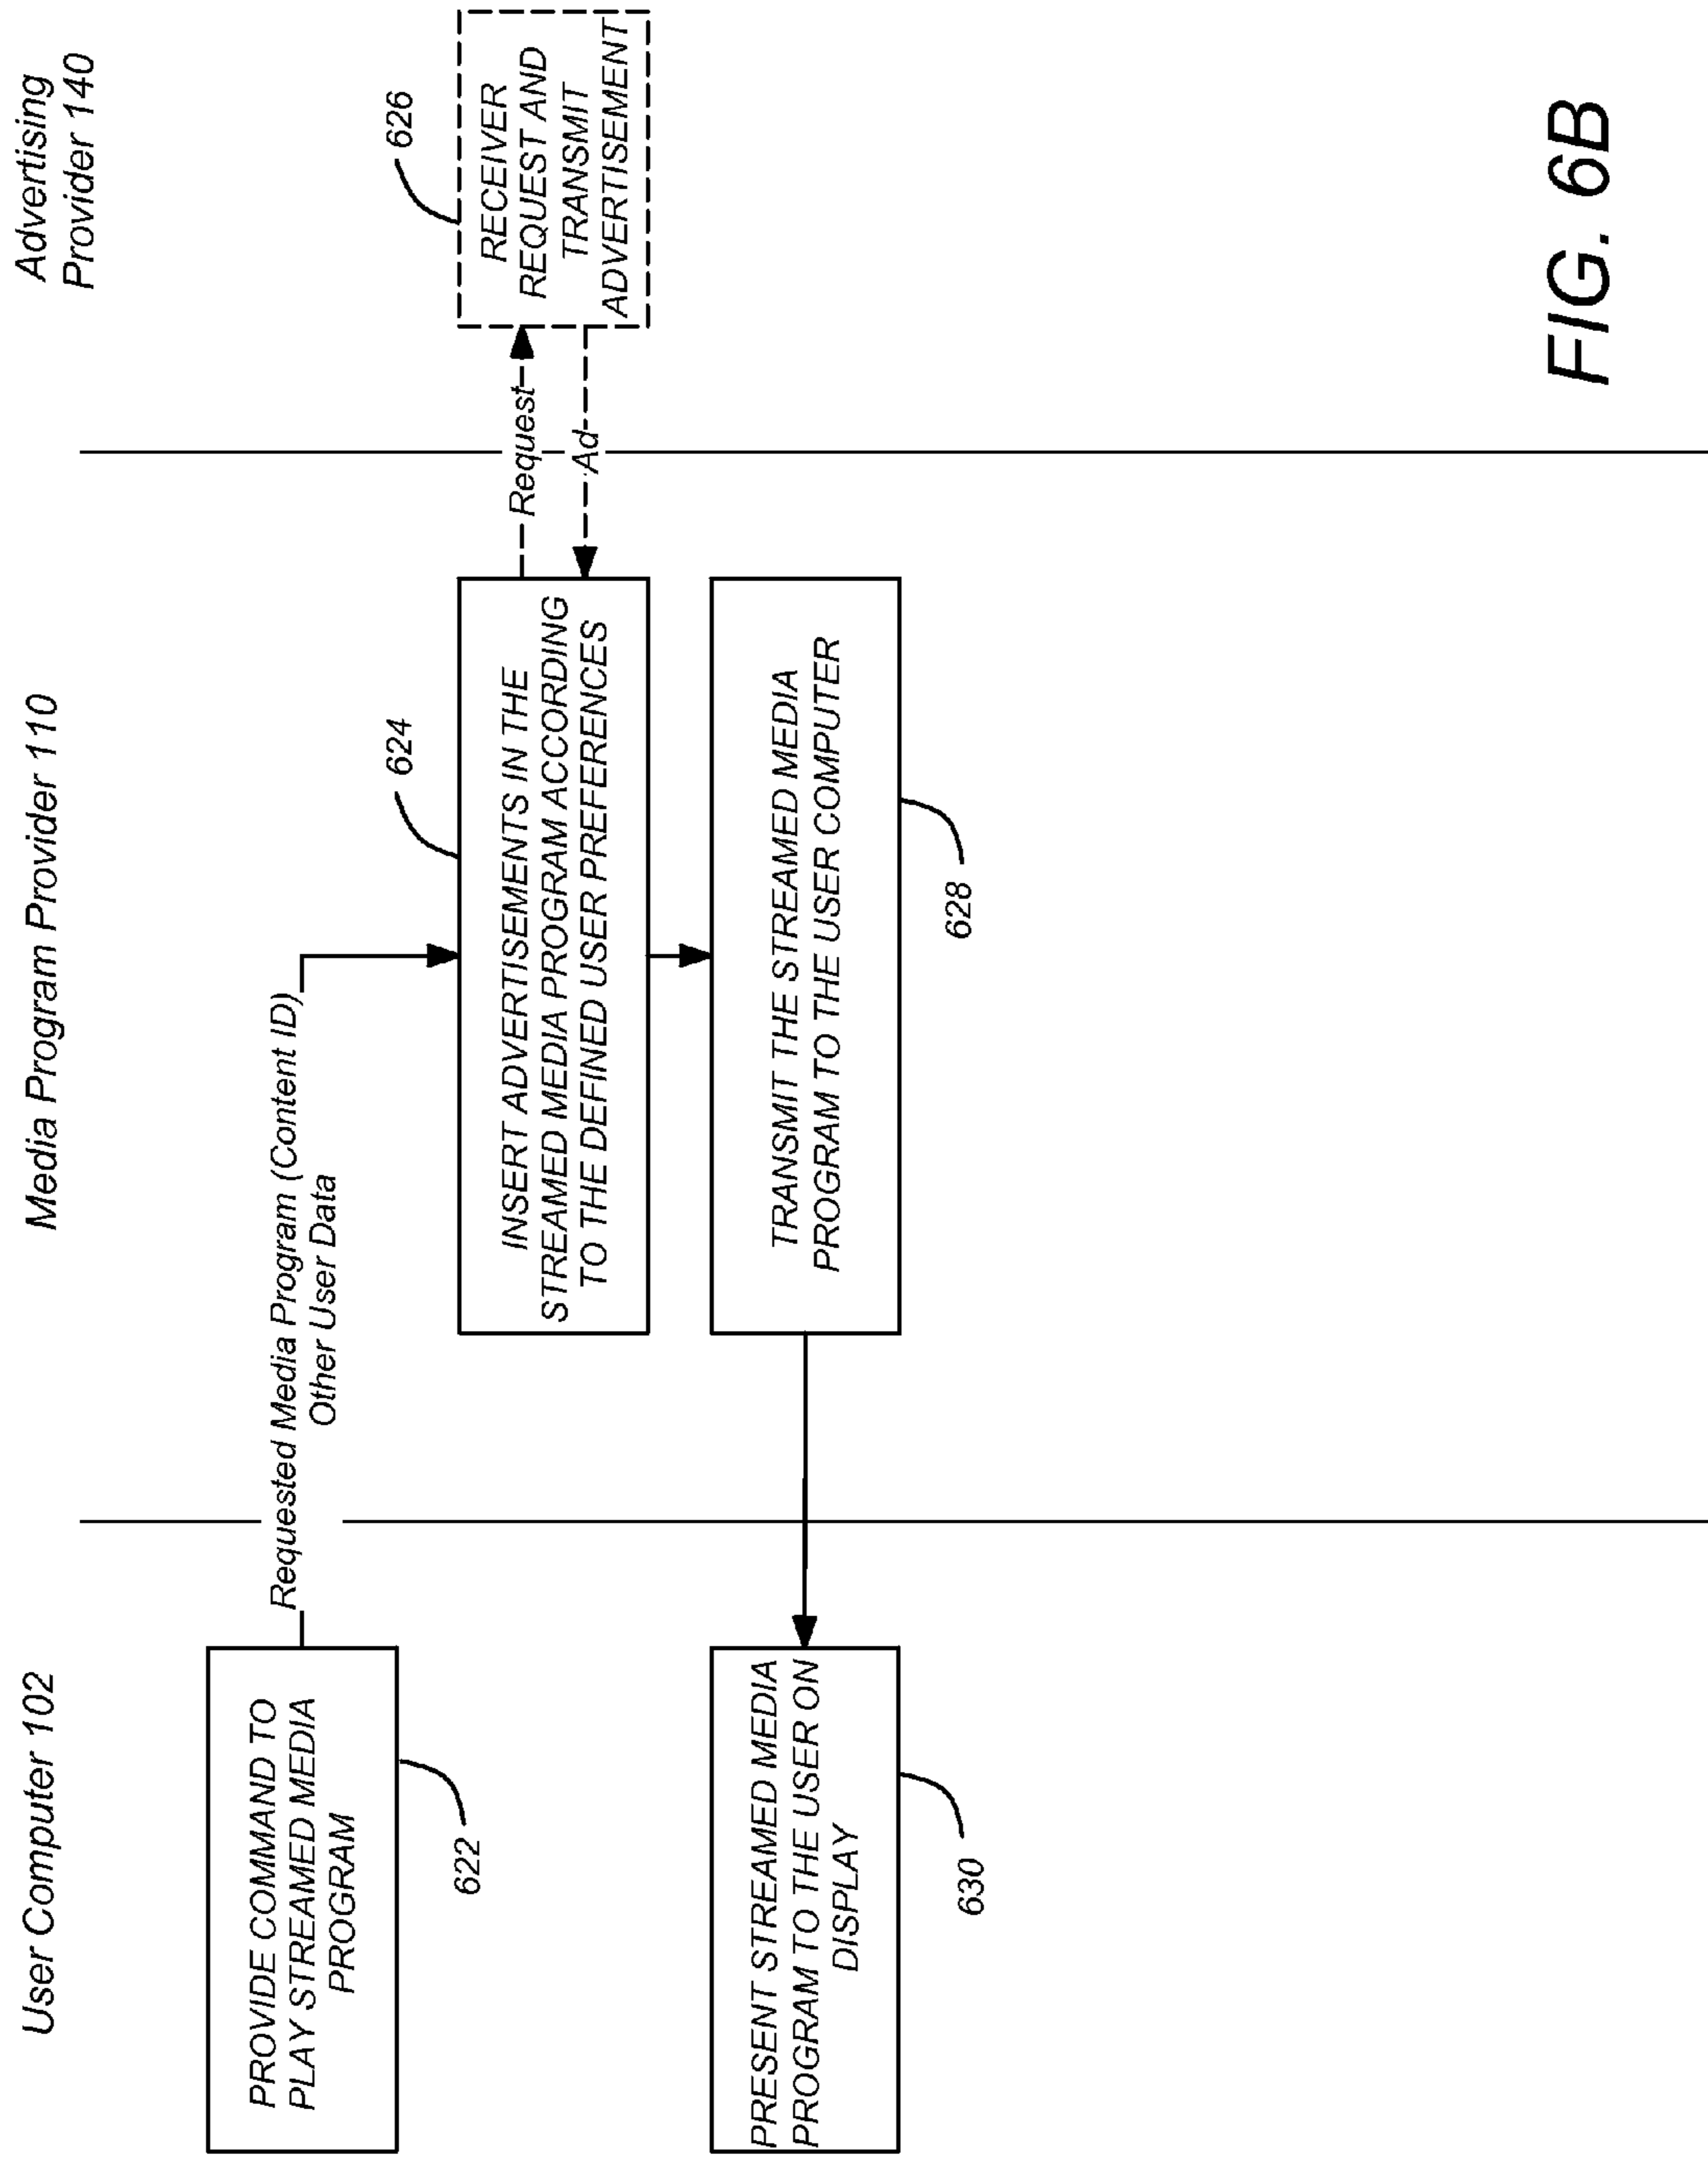 User Computer 102
Media Program Provider 110
Advertising
Provider 140
PROVIDE COMMAND TO
PLAY STREAMED MEDIA
PROGRAM
622
Requested Media Program (Content ID)
Other User Data
624
INSERT ADVERTISEMENTS IN THE
STREAMED MEDIA PROGRAM ACCORDING
TO THE DEFINED USER PREFERENCES
Request
Ad
626
RECEIVER
REQUEST AND
TRANSMIT
ADVERTISEMENT
TRANSMIT THE STREAMED MEDIA
PROGRAM TO THE USER COMPUTER
628
PRESENT STREAMED MEDIA
PROGRAM TO THE USER ON
DISPLAY
630
FIG. 6B